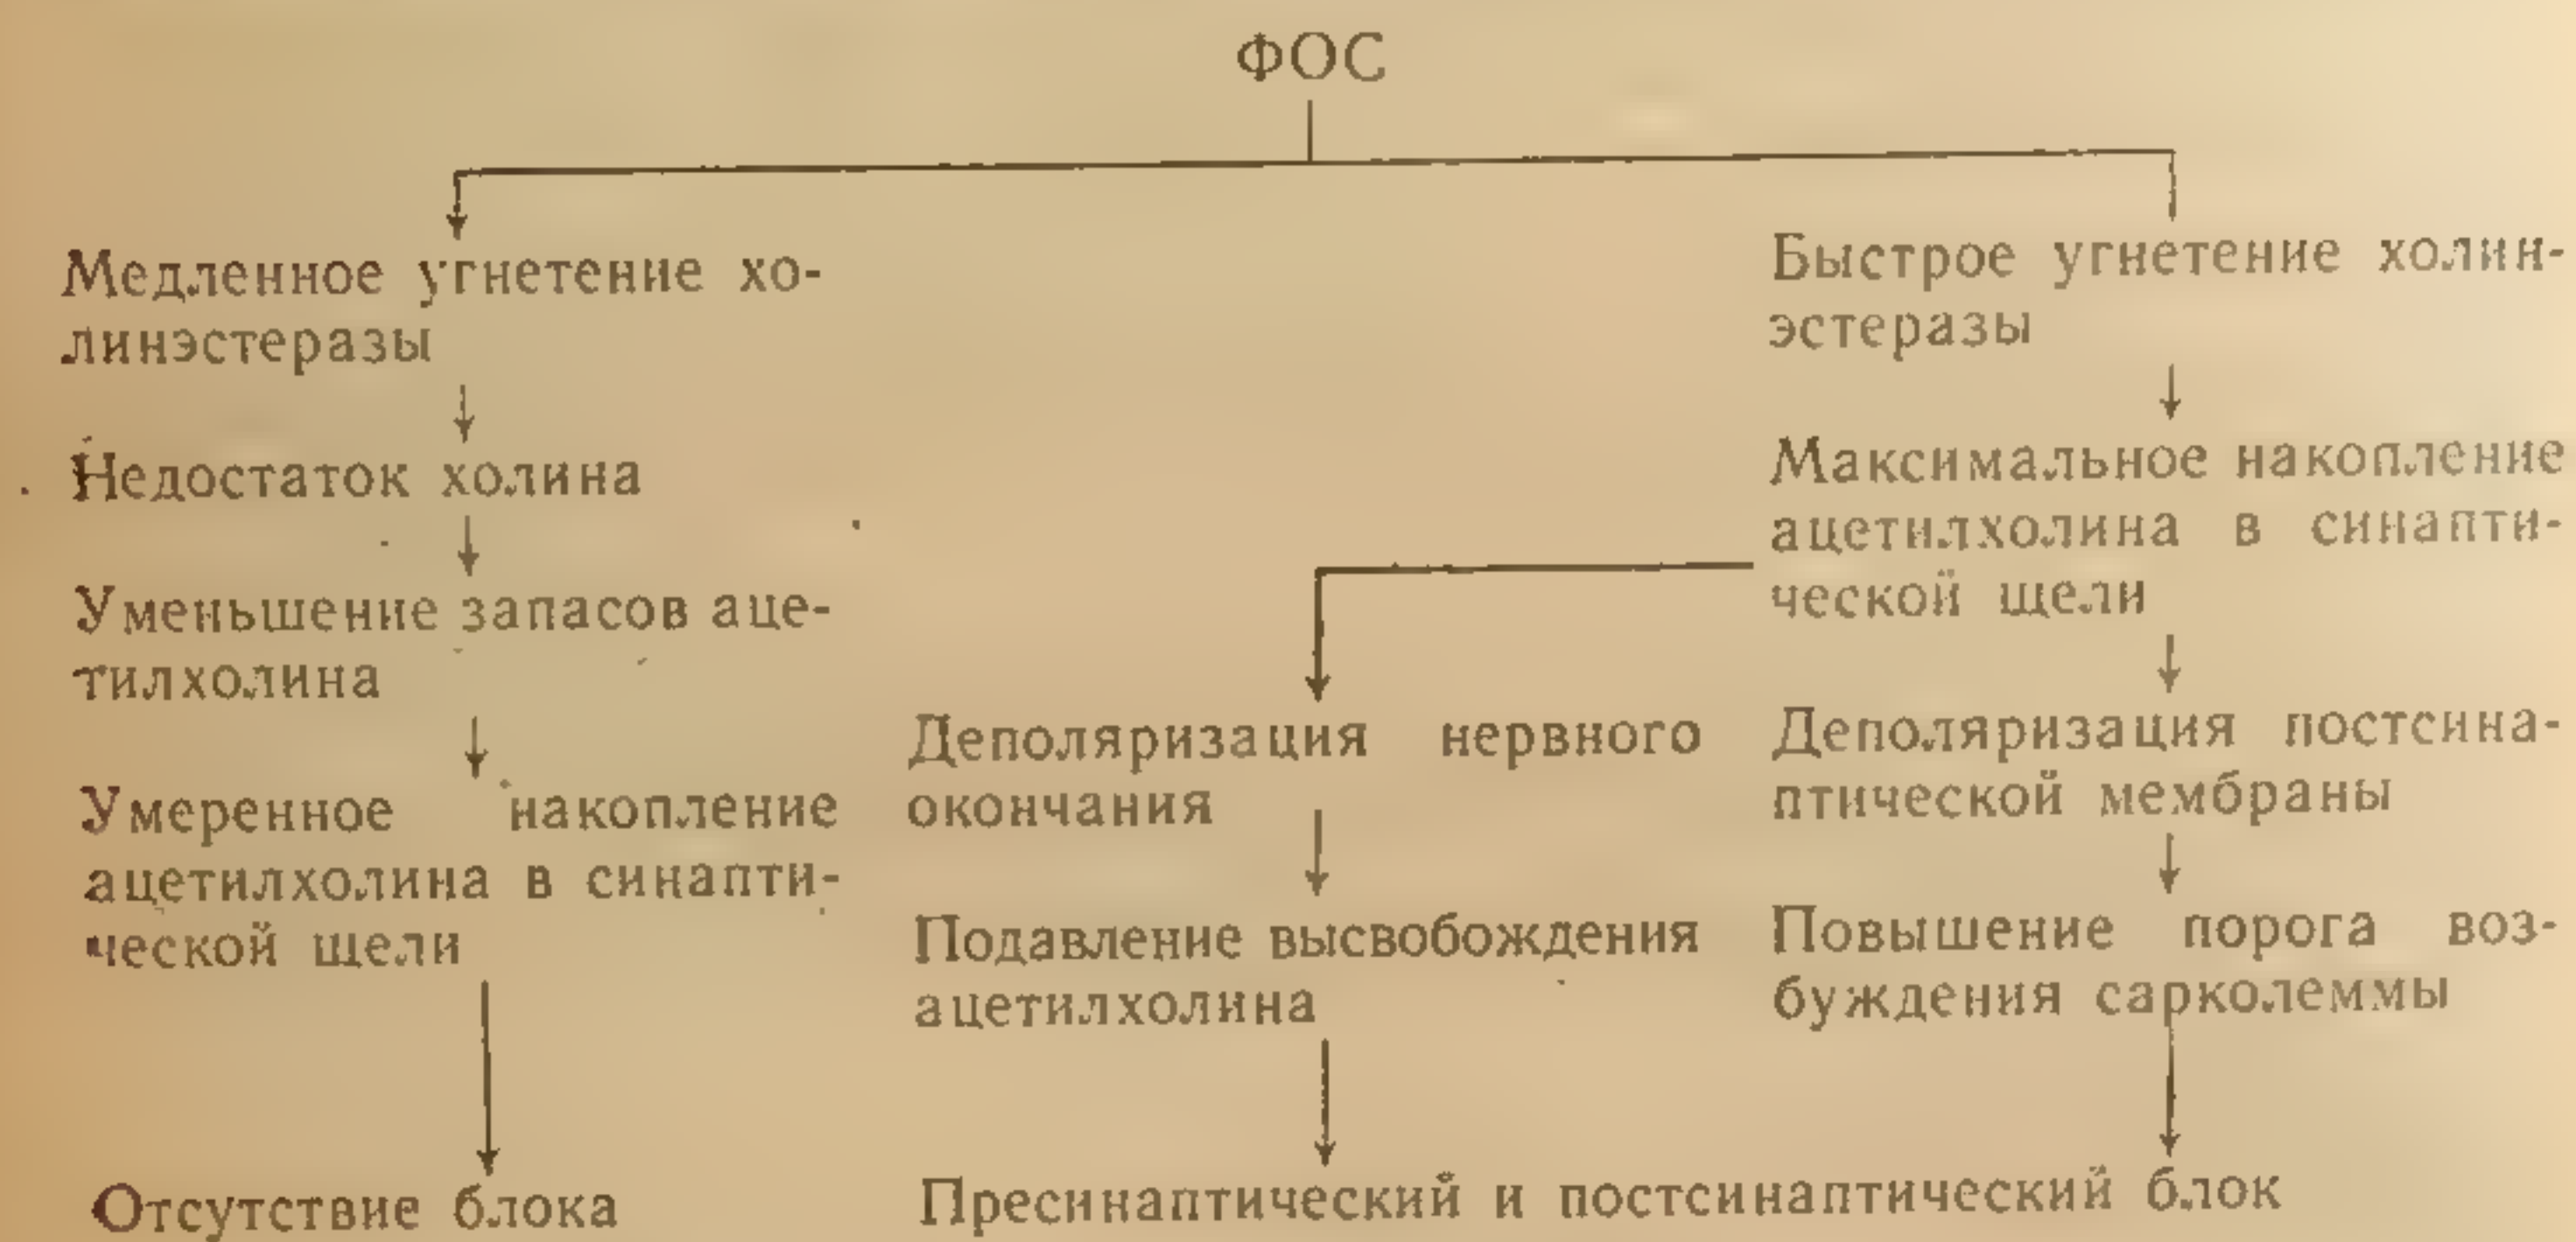 ФОС
Медленное угнетение хо-
линэстеразы
Недостаток холина
Уменьшение запасов аце-
тилхолина
Умеренное накопление
ацетилхолина в синапти-
ческой щели
Отсутствие блока
Деполяризация нервного
окончания
Подавление высвобождения
ацетилхолина
Быстрое угнетение холин-
эстеразы
Максимальное накопление
ацетилхолина в синапти-
ческой щели
Деполяризация постсина-
птической мембраны
Повышение порога воз-
буждения сарколеммы
Пресинаптический и постсинаптический блок